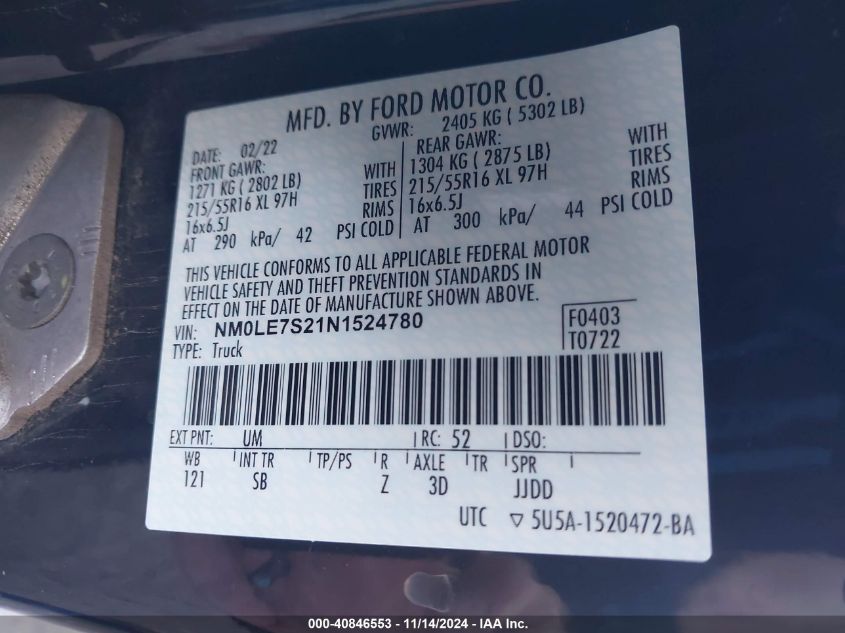 MFD. BY FORD MOTOR CO.
DATE: 02/22 GVWR: 2405 KG ( 5302 LB)
FRONT GAWR: WITH REAR GAWR: WITH
1271 KG ( 2802 LB) TIRES 1304 KG ( 2875 LB) TIRES
215/55R16 XL 97H RIMS 215/55R16 XL 97H RIMS
16x6.5J 16x6.5J
AT 290 kPa/ 42 PSI COLD AT 300 kPa/ 44 PSI COLD
THIS VEHICLE CONFORMS TO ALL APPLICABLE FEDERAL MOTOR
VEHICLE SAFETY AND THEFT PREVENTION STANDARDS IN
EFFECT ON THE DATE OF MANUFACTURE SHOWN ABOVE.
VIN: NM0LE7S21N1524780 F0403
TYPE: Truck T0722
EXT PNT: UM RC: 52 DSO:
WB INT TR TP/PS R AXLE TR SPR
121 SB Z 3D JJDD
UTC ▽ 5U5A-1520472-BA
000-40846553 - 11/14/2024 - IAA Inc.